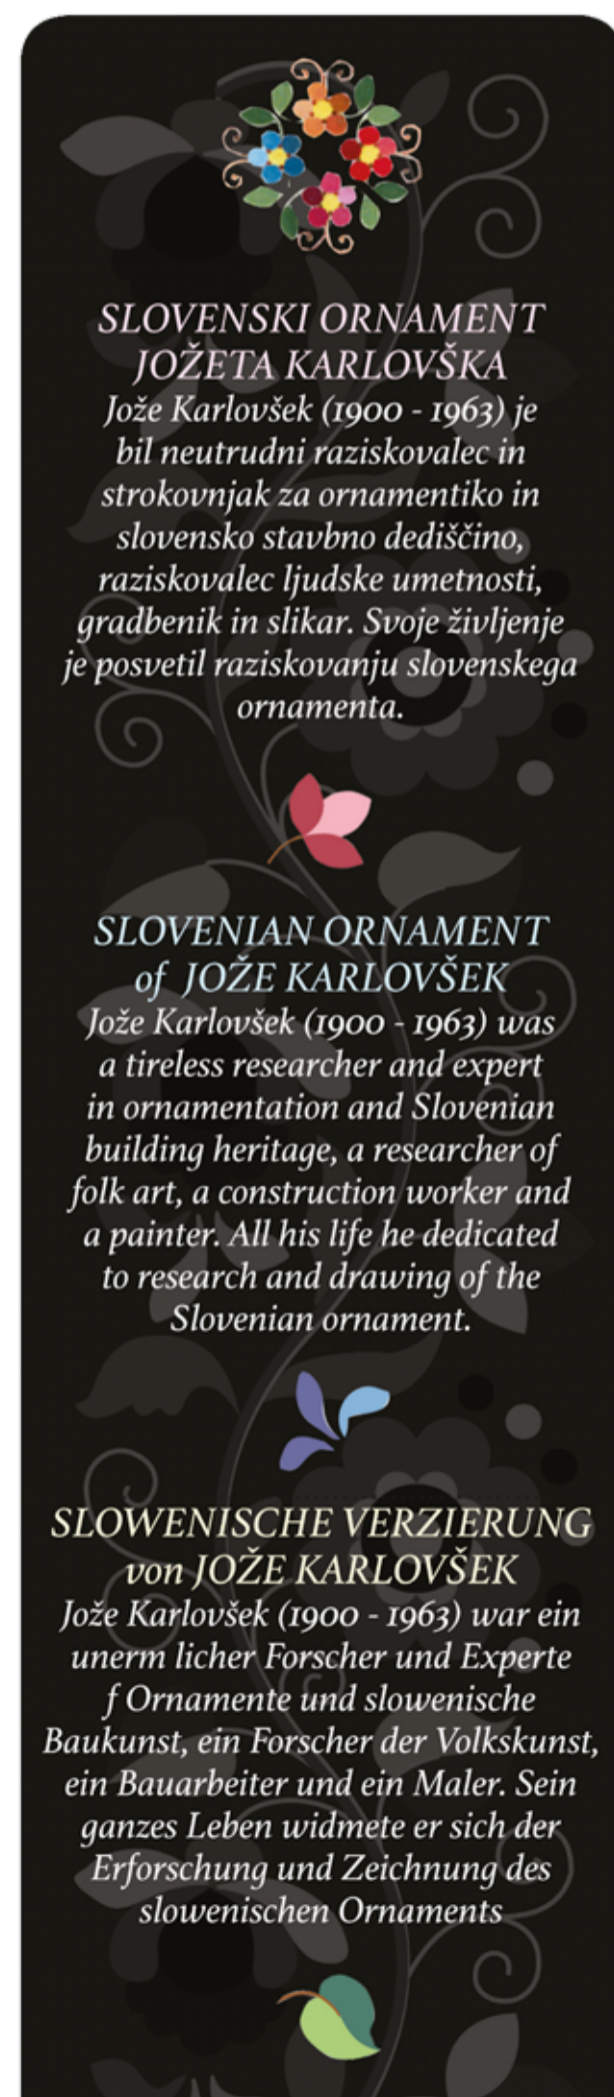 SLOVENSKI ORNAMENT
JOŽETA KARLOVŠKA
Jože Karlovšek (1900 - 1963) je
bil neutrudni raziskovalec in
strokovnjak za ornamentiko in
slovensko stavbno dediščino,
raziskovalec ljudske umetnosti,
gradbenik in slikar. Svoje življenje
je posvetil raziskovanju slovenskega
ornamenta.
SLOVENIAN ORNAMENT
of JOŽE KARLOVŠEK
Jože Karlovšek (1900 - 1963) was
a tireless researcher and expert
in ornamentation and Slovenian
building heritage, a researcher of
folk art, a construction worker and
a painter. All his life he dedicated
to research and drawing of the
Slovenian ornament.
SLOWENISCHE VERZIERUNG
von JOŽE KARLOVŠEK
Jože Karlovšek (1900 - 1963) war ein
unerm licher Forscher und Experte
f Ornamente und slowenische
Baukunst, ein Forscher der Volkskunst,
ein Bauarbeiter und ein Maler. Sein
ganzes Leben widmete er sich der
Erforschung und Zeichnung des
slowenischen Ornaments